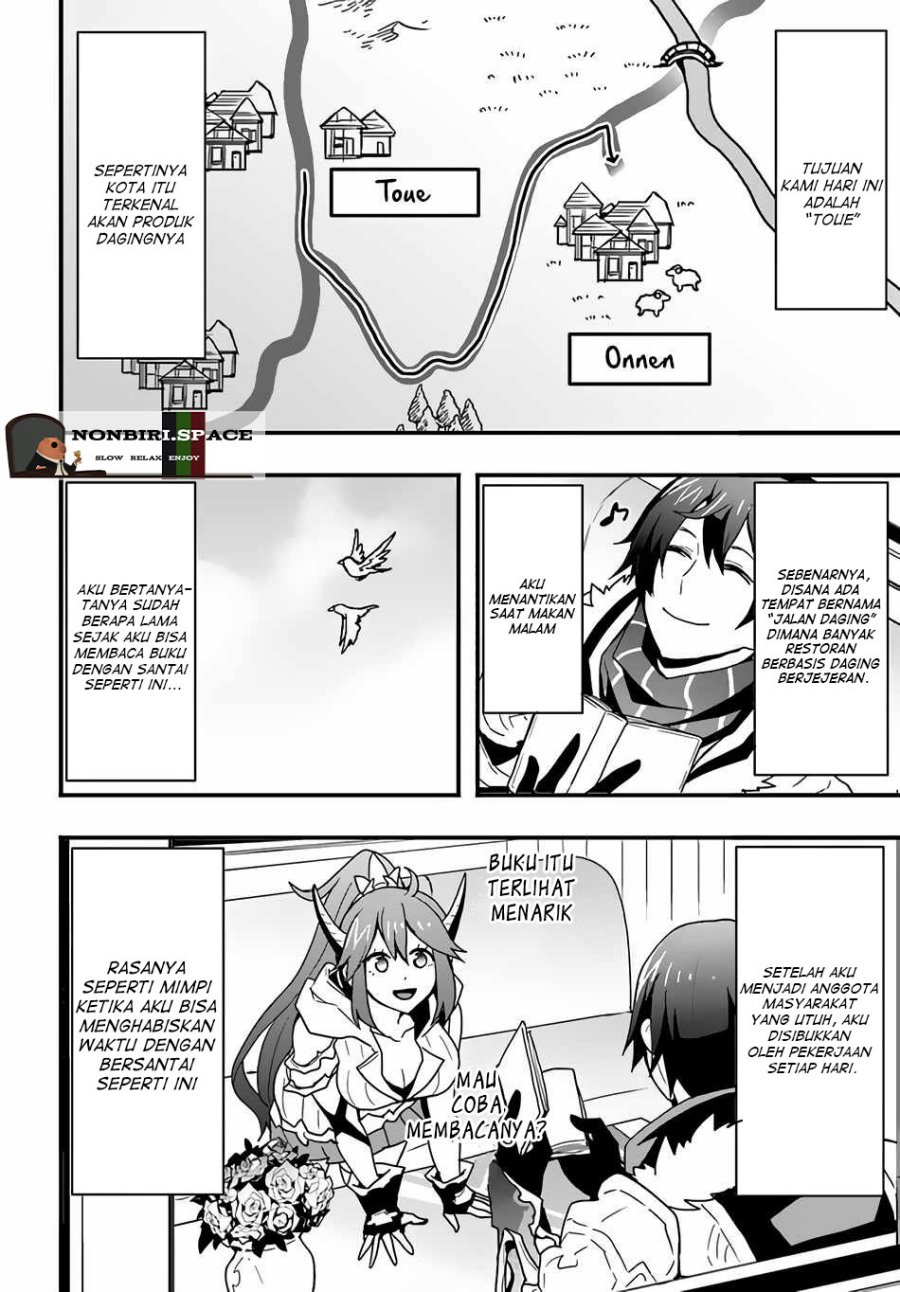 TUJUAN
KAMI HARI INI
ADALAH
"TOUE"
SEPERTINYA
KOTA ITU
TERKENAL
AKAN PRODUK
DAGINGNYA
Toue
Onnen
NONBIRI.SPACE
SLOW RELAX ENJOY
SEBENARNYA,
DISANA ADA
TEMPAT BERNAMA
"JALAN DAGING"
DIMANA BANYAK
RESTORAN
BERBASIS DAGING
BERJEJERAN.
AKU
MENANTIKAN
SAAT MAKAN
MALAM
AKU BERTANYA-
TANYA SUDAH
BERAPA LAMA
SEJAK AKU BISA
MEMBACA BUKU
DENGAN SANTAI
SEPERTI INI...
SETELAH AKU
MENJADI ANGGOTA
MASYARAKAT
YANG UTUH, AKU
DISIBUKKAN
OLEH PEKERJAAN
SETIAP HARI.
BUKU ITU
TERLIHAT
MENARIK
MAU
COBA
MEMBACANYA?
RASANYA
SEPERTI MIMPI
KETIKA AKU BISA
MENGHABISKAN
WAKTU DENGAN
BERSANTAI
SEPERTI INI